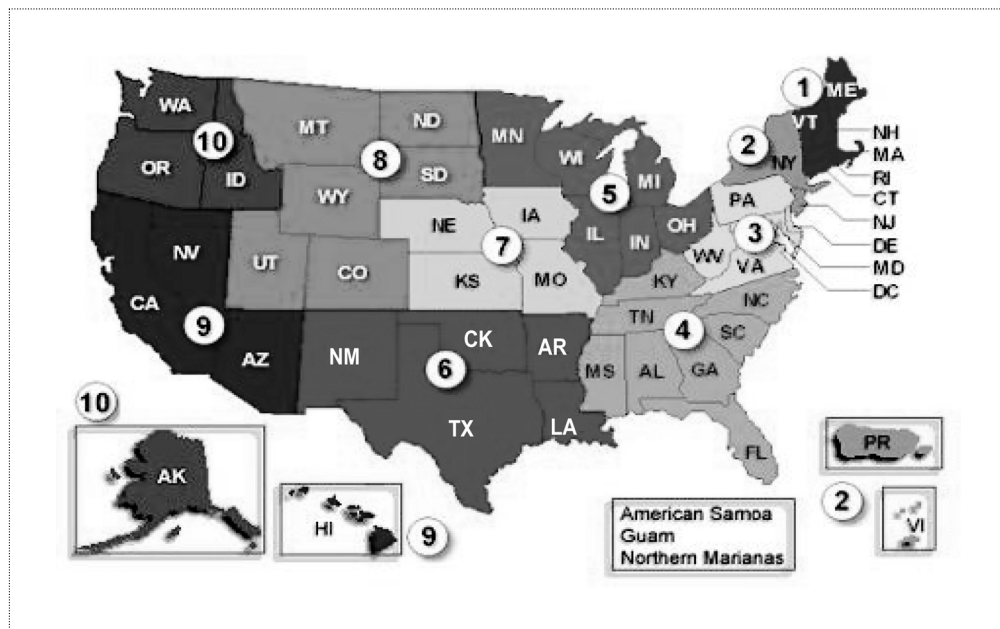 1
ME
WA
VT
MT
ND
MN
NH
10
2
MA
WI
OR
8
NY
RI
ID
SD
MI
5
CT
WY
PA
NJ
IA
NE
OH
3
DE
NV
7
IL
IN
WV
MD
UT
VA
CO
KS
KY
DC
MO
CA
NC
TN
9
4
CK
SC
AZ
NM
AR
6
MS
AL
GA
10
TX
LA
PR
FL
AK
2
HI
9
VI
American Samoa
Guam
Northern Marianas